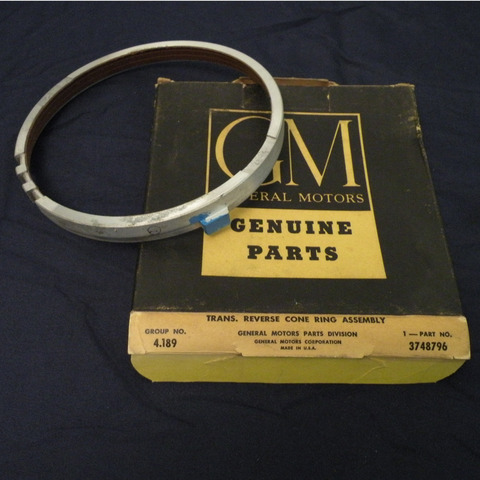 GM
GENERAL MOTORS
GENUINE
PARTS
TRANS. REVERSE CONE RING ASSEMBLY
GROUP NO.
4.189
GENERAL MOTORS PARTS DIVISION
GENERAL MOTORS CORPORATION
MADE IN U.S.A.
1—PART NO.
3748796